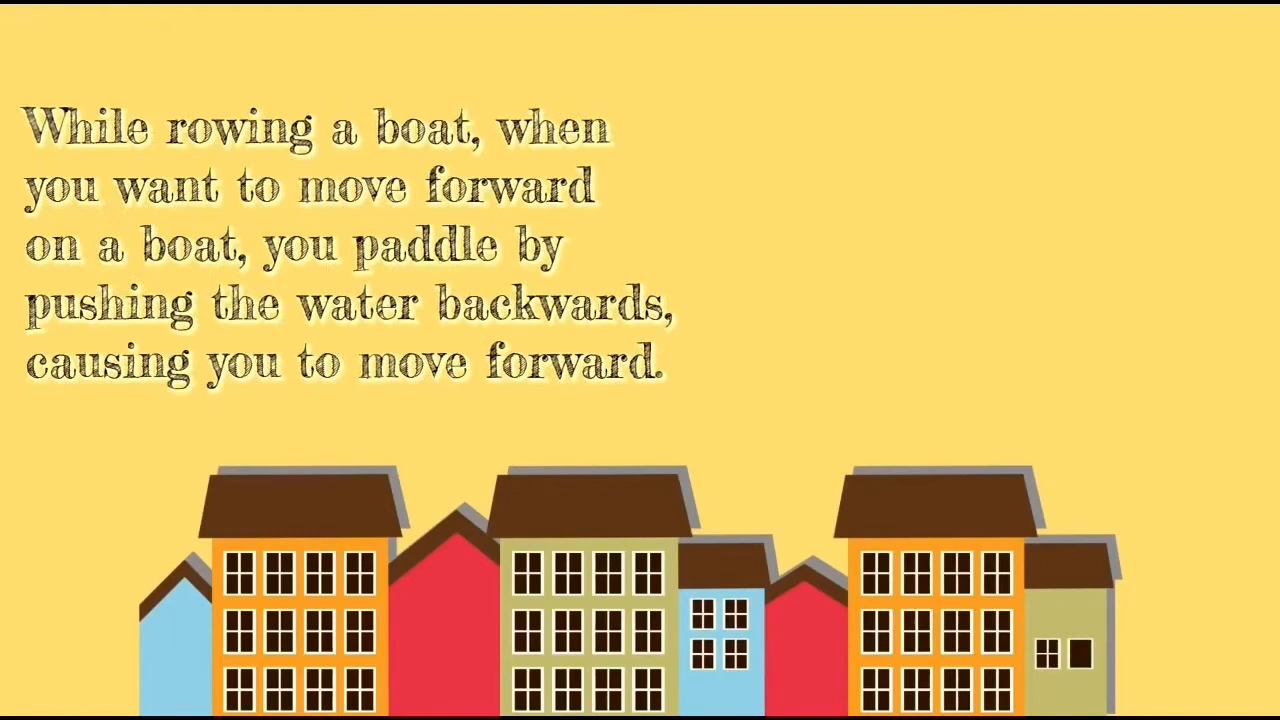 While rowing a boat, when
you want to move forward
on a boat, you paddle by
pushing the water backwards,
causing you to move forward.